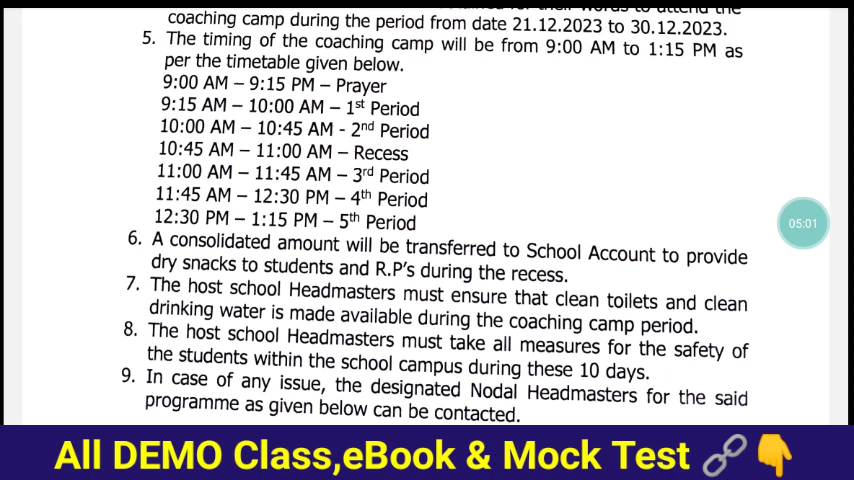 coaching camp during the period from date 21.12.2023 to 30.12.2023.
5. The timing of the coaching camp will be from 9:00 AM to 1:15 PM as
per the timetable given below.
9:00 AM – 9:15 PM – Prayer
9:15 AM – 10:00 AM – 1st Period
10:00 AM – 10:45 AM - 2nd Period
10:45 AM – 11:00 AM – Recess
11:00 AM – 11:45 AM – 3rd Period
11:45 AM – 12:30 PM – 4th Period
12:30 PM – 1:15 PM – 5th Period
05:01
6. A consolidated amount will be transferred to School Account to provide
dry snacks to students and R.P's during the recess.
7. The host school Headmasters must ensure that clean toilets and clean
drinking water is made available during the coaching camp period.
8. The host school Headmasters must take all measures for the safety of
the students within the school campus during these 10 days.
9. In case of any issue, the designated Nodal Headmasters for the said
programme as given below can be contacted.
All DEMO Class,eBook & Mock Test